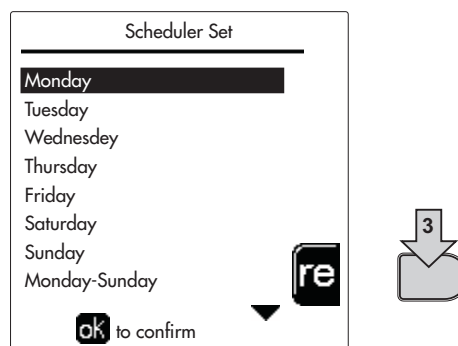 Scheduler Set
Monday
Tuesday
Wednesdey
Thursday
Friday
Saturday
Sunday
Monday-Sunday
re
ok to confirm
3